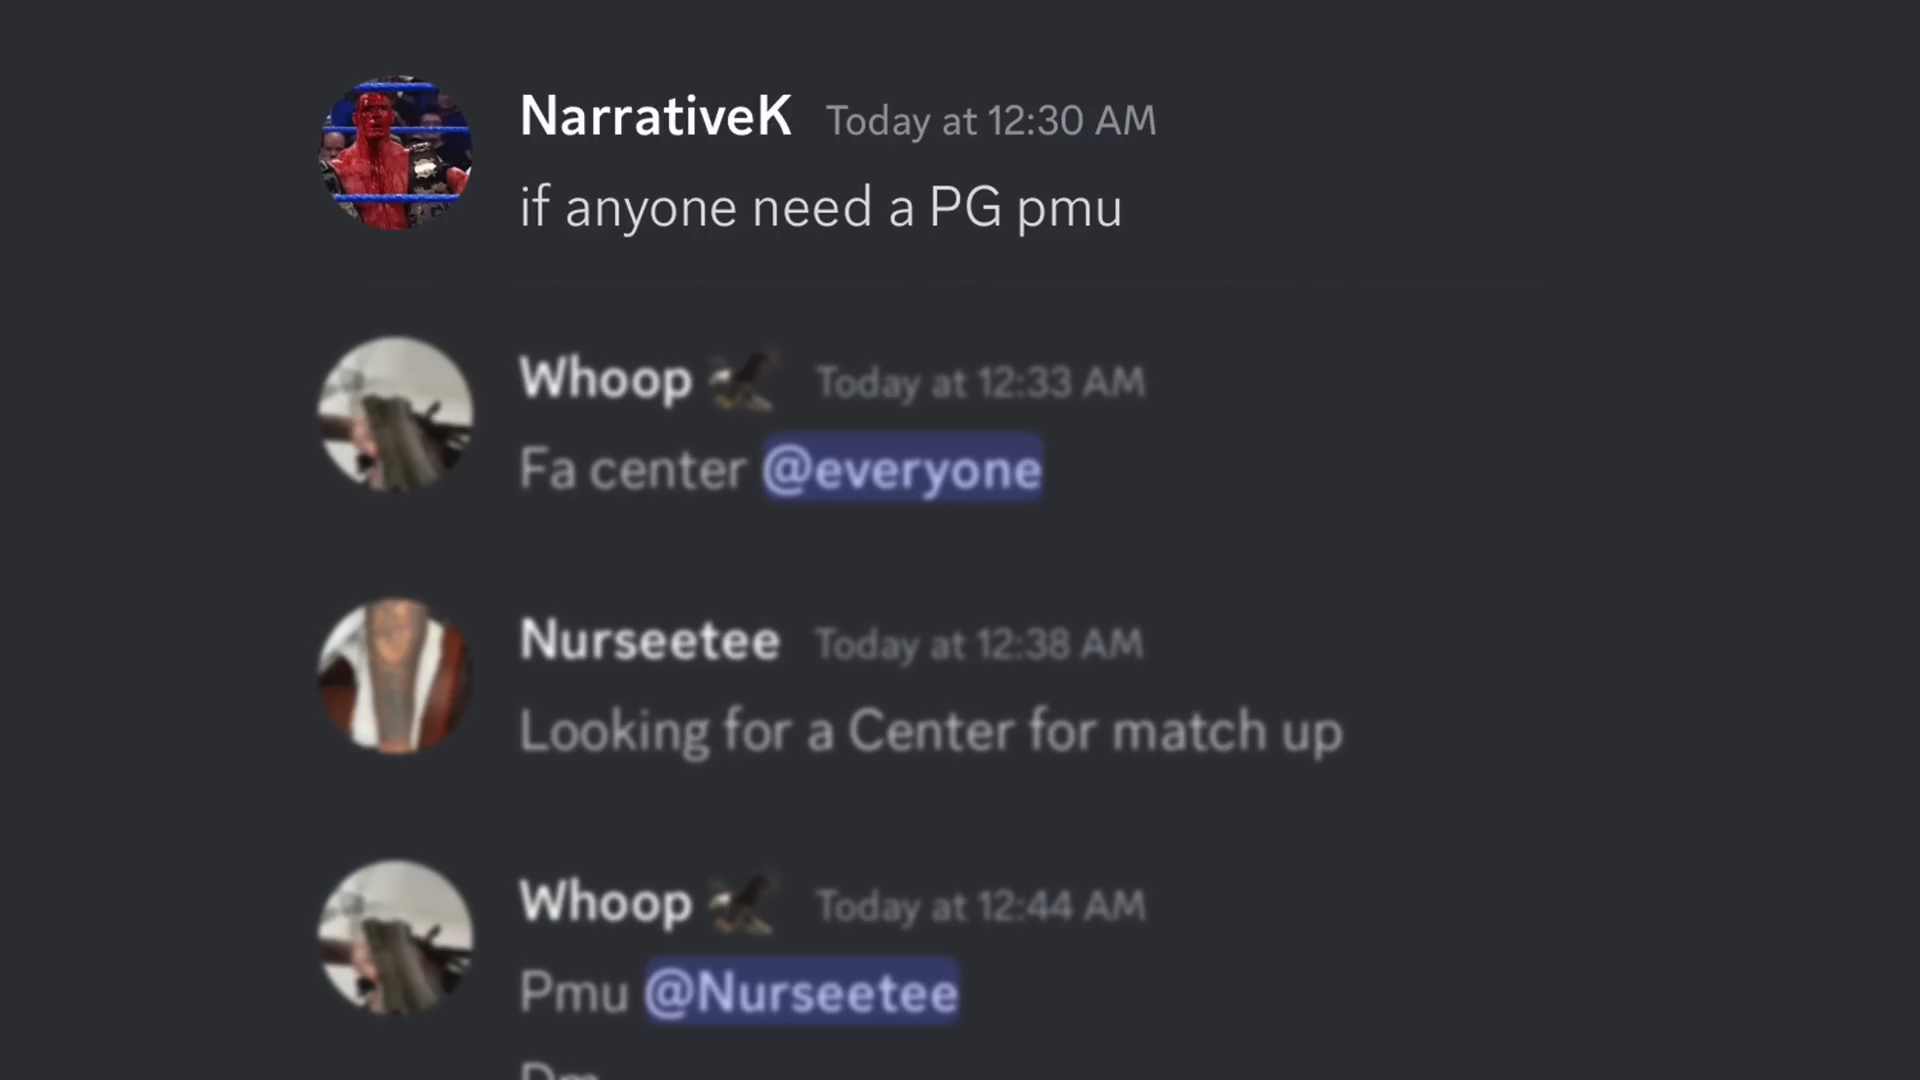 NarrativeK Today at 12:30 AM
if anyone need a PG pmu
Whoop Today at 12:33 AM
Fa center @everyone
Nurseetee Today at 12:38 AM
Looking for a Center for match up
Whoop Today at 12:44 AM
Pmu @Nurseetee